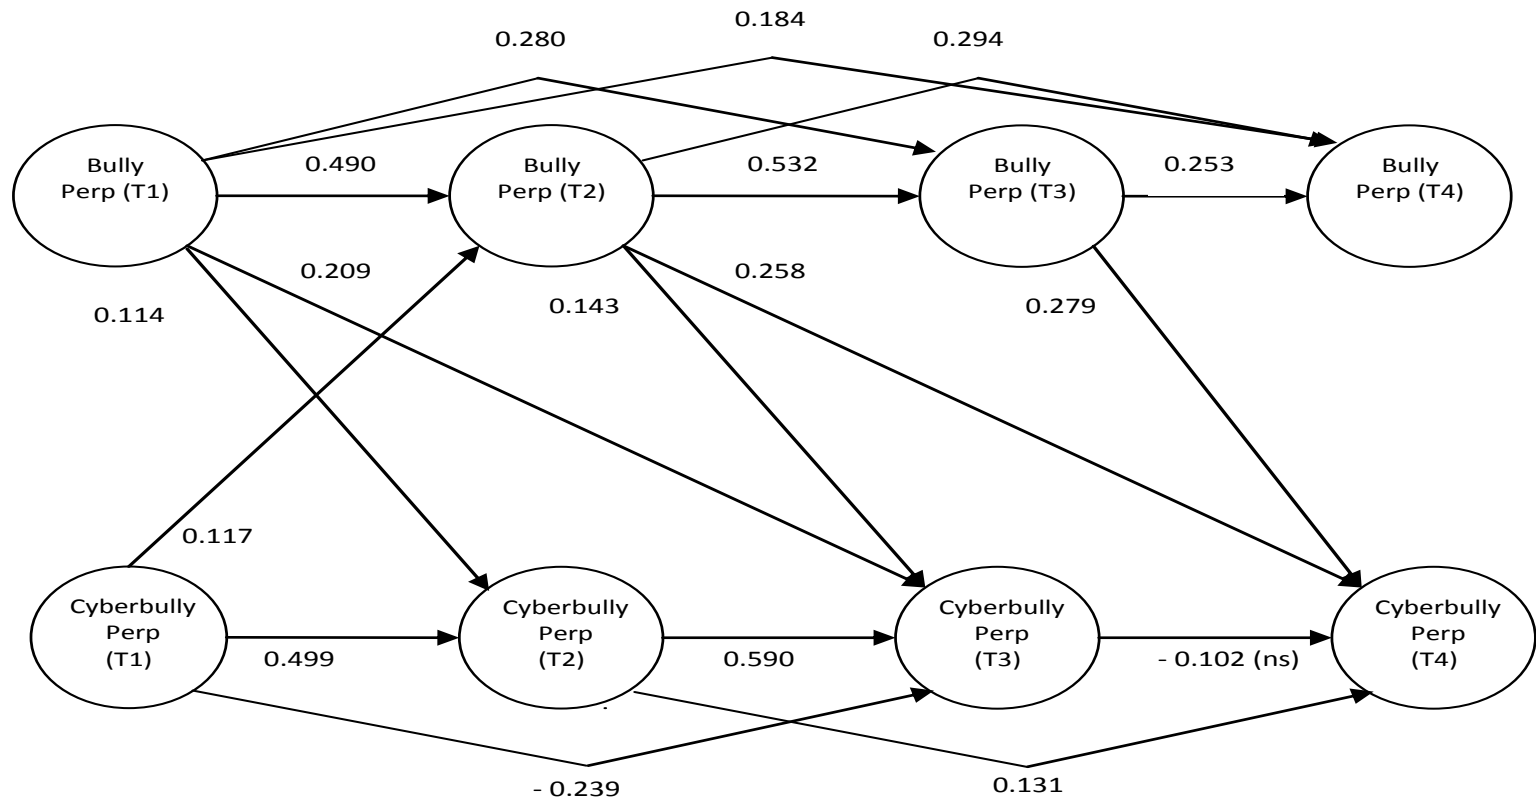 0.184
0.280
0.294
Bully
Perp (T1)
0.490
Bully
Perp (T2)
0.532
Bully
Perp (T3)
0.253
Bully
Perp (T4)
0.209
0.258
0.114
0.143
0.279
0.117
Cyberbully
Perp
(T1)
0.499
Cyberbully
Perp
(T2)
0.590
Cyberbully
Perp
(T3)
- 0.102 (ns)
Cyberbully
Perp
(T4)
- 0.239
0.131